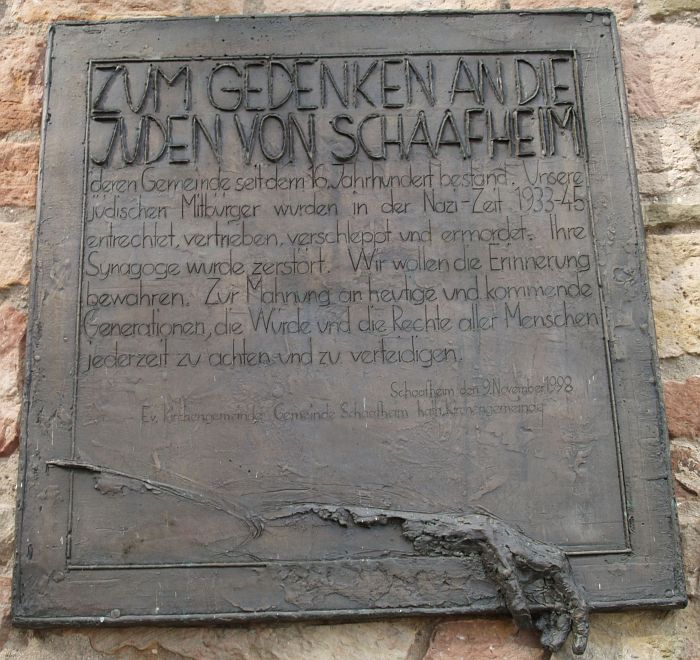 ZUM GEDENKEN AN DIE
JUDEN VON SCHAAFHEIM
deren Gemeinde seit dem 16. Jahrhundert bestand. Unsere
jüdischen Mitbürger wurden in der Nazi-Zeit 1933-45
entrechtet, vertrieben, verschleppt und ermordet. Ihre
Synagoge wurde zerstört. Wir wollen die Erinnerung
bewahren. Zur Mahnung an heutige und kommende
Generationen, die Würde und die Rechte aller Menschen
jederzeit zu achten und zu verteidigen.
Schaafheim den 9. November 1998
Ev. Kirchengemeinde Gemeinde Schaafheim Kath. Kirchengemeinde